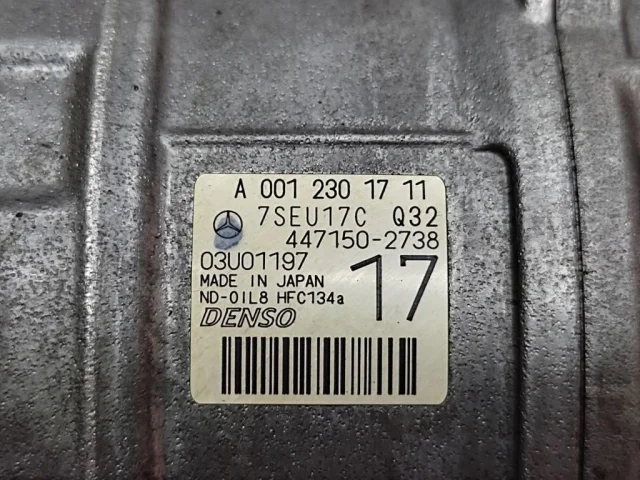 A 001 230 17 11
7SEU17C Q32
447150-2738
03U01197
17
MADE IN JAPAN
ND-OIL8 HFC134a
DENSO